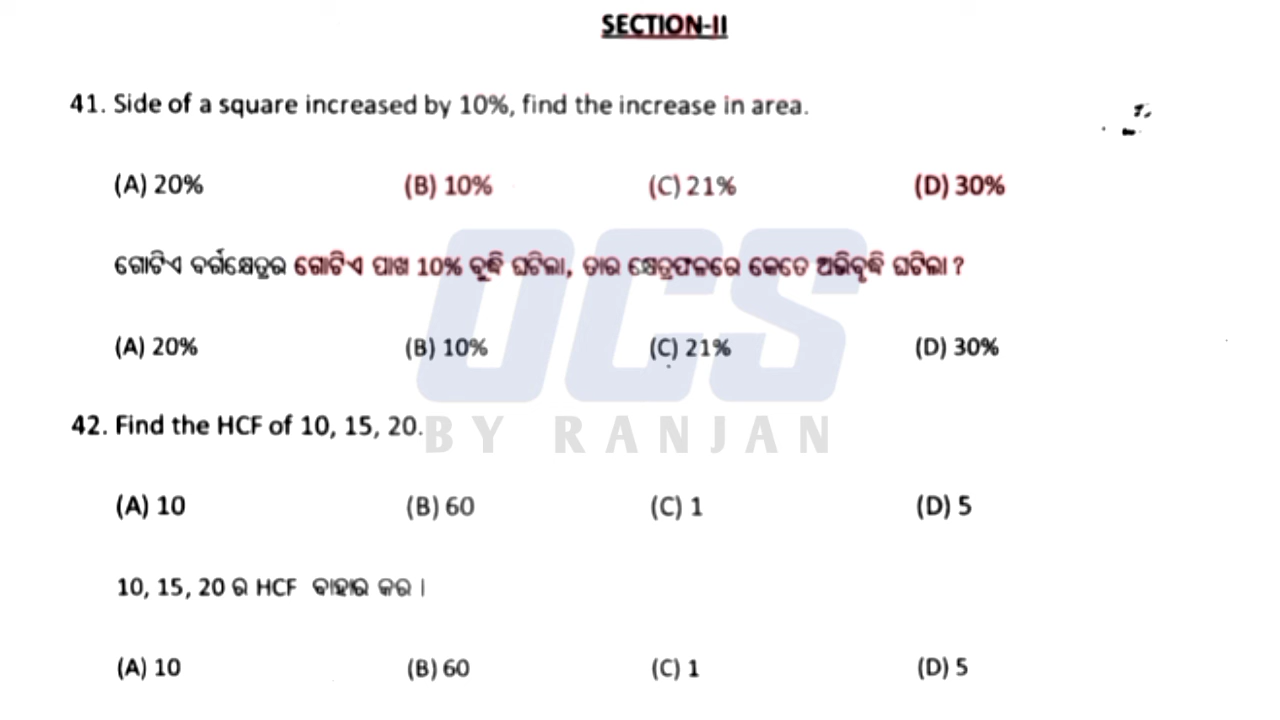 SECTION-II
41. Side of a square increased by 10%, find the increase in area.
(A) 20% (B) 10% (C) 21% (D) 30%
ଗୋଟିଏ ବର୍ଗକ୍ଷେତ୍ରର ଗୋଟିଏ ପାଖ 10% ବୃଦ୍ଧି ଘଟିଲା, ତାର କ୍ଷେତ୍ରଫଳରେ କେତେ ଅଭିବୃଦ୍ଧି ଘଟିଲା ?
(A) 20% (B) 10% (C) 21% (D) 30%
OCS
BY RANJAN
42. Find the HCF of 10, 15, 20.
(A) 10 (B) 60 (C) 1 (D) 5
10, 15, 20 ର HCF ବାହାର କର ।
(A) 10 (B) 60 (C) 1 (D) 5